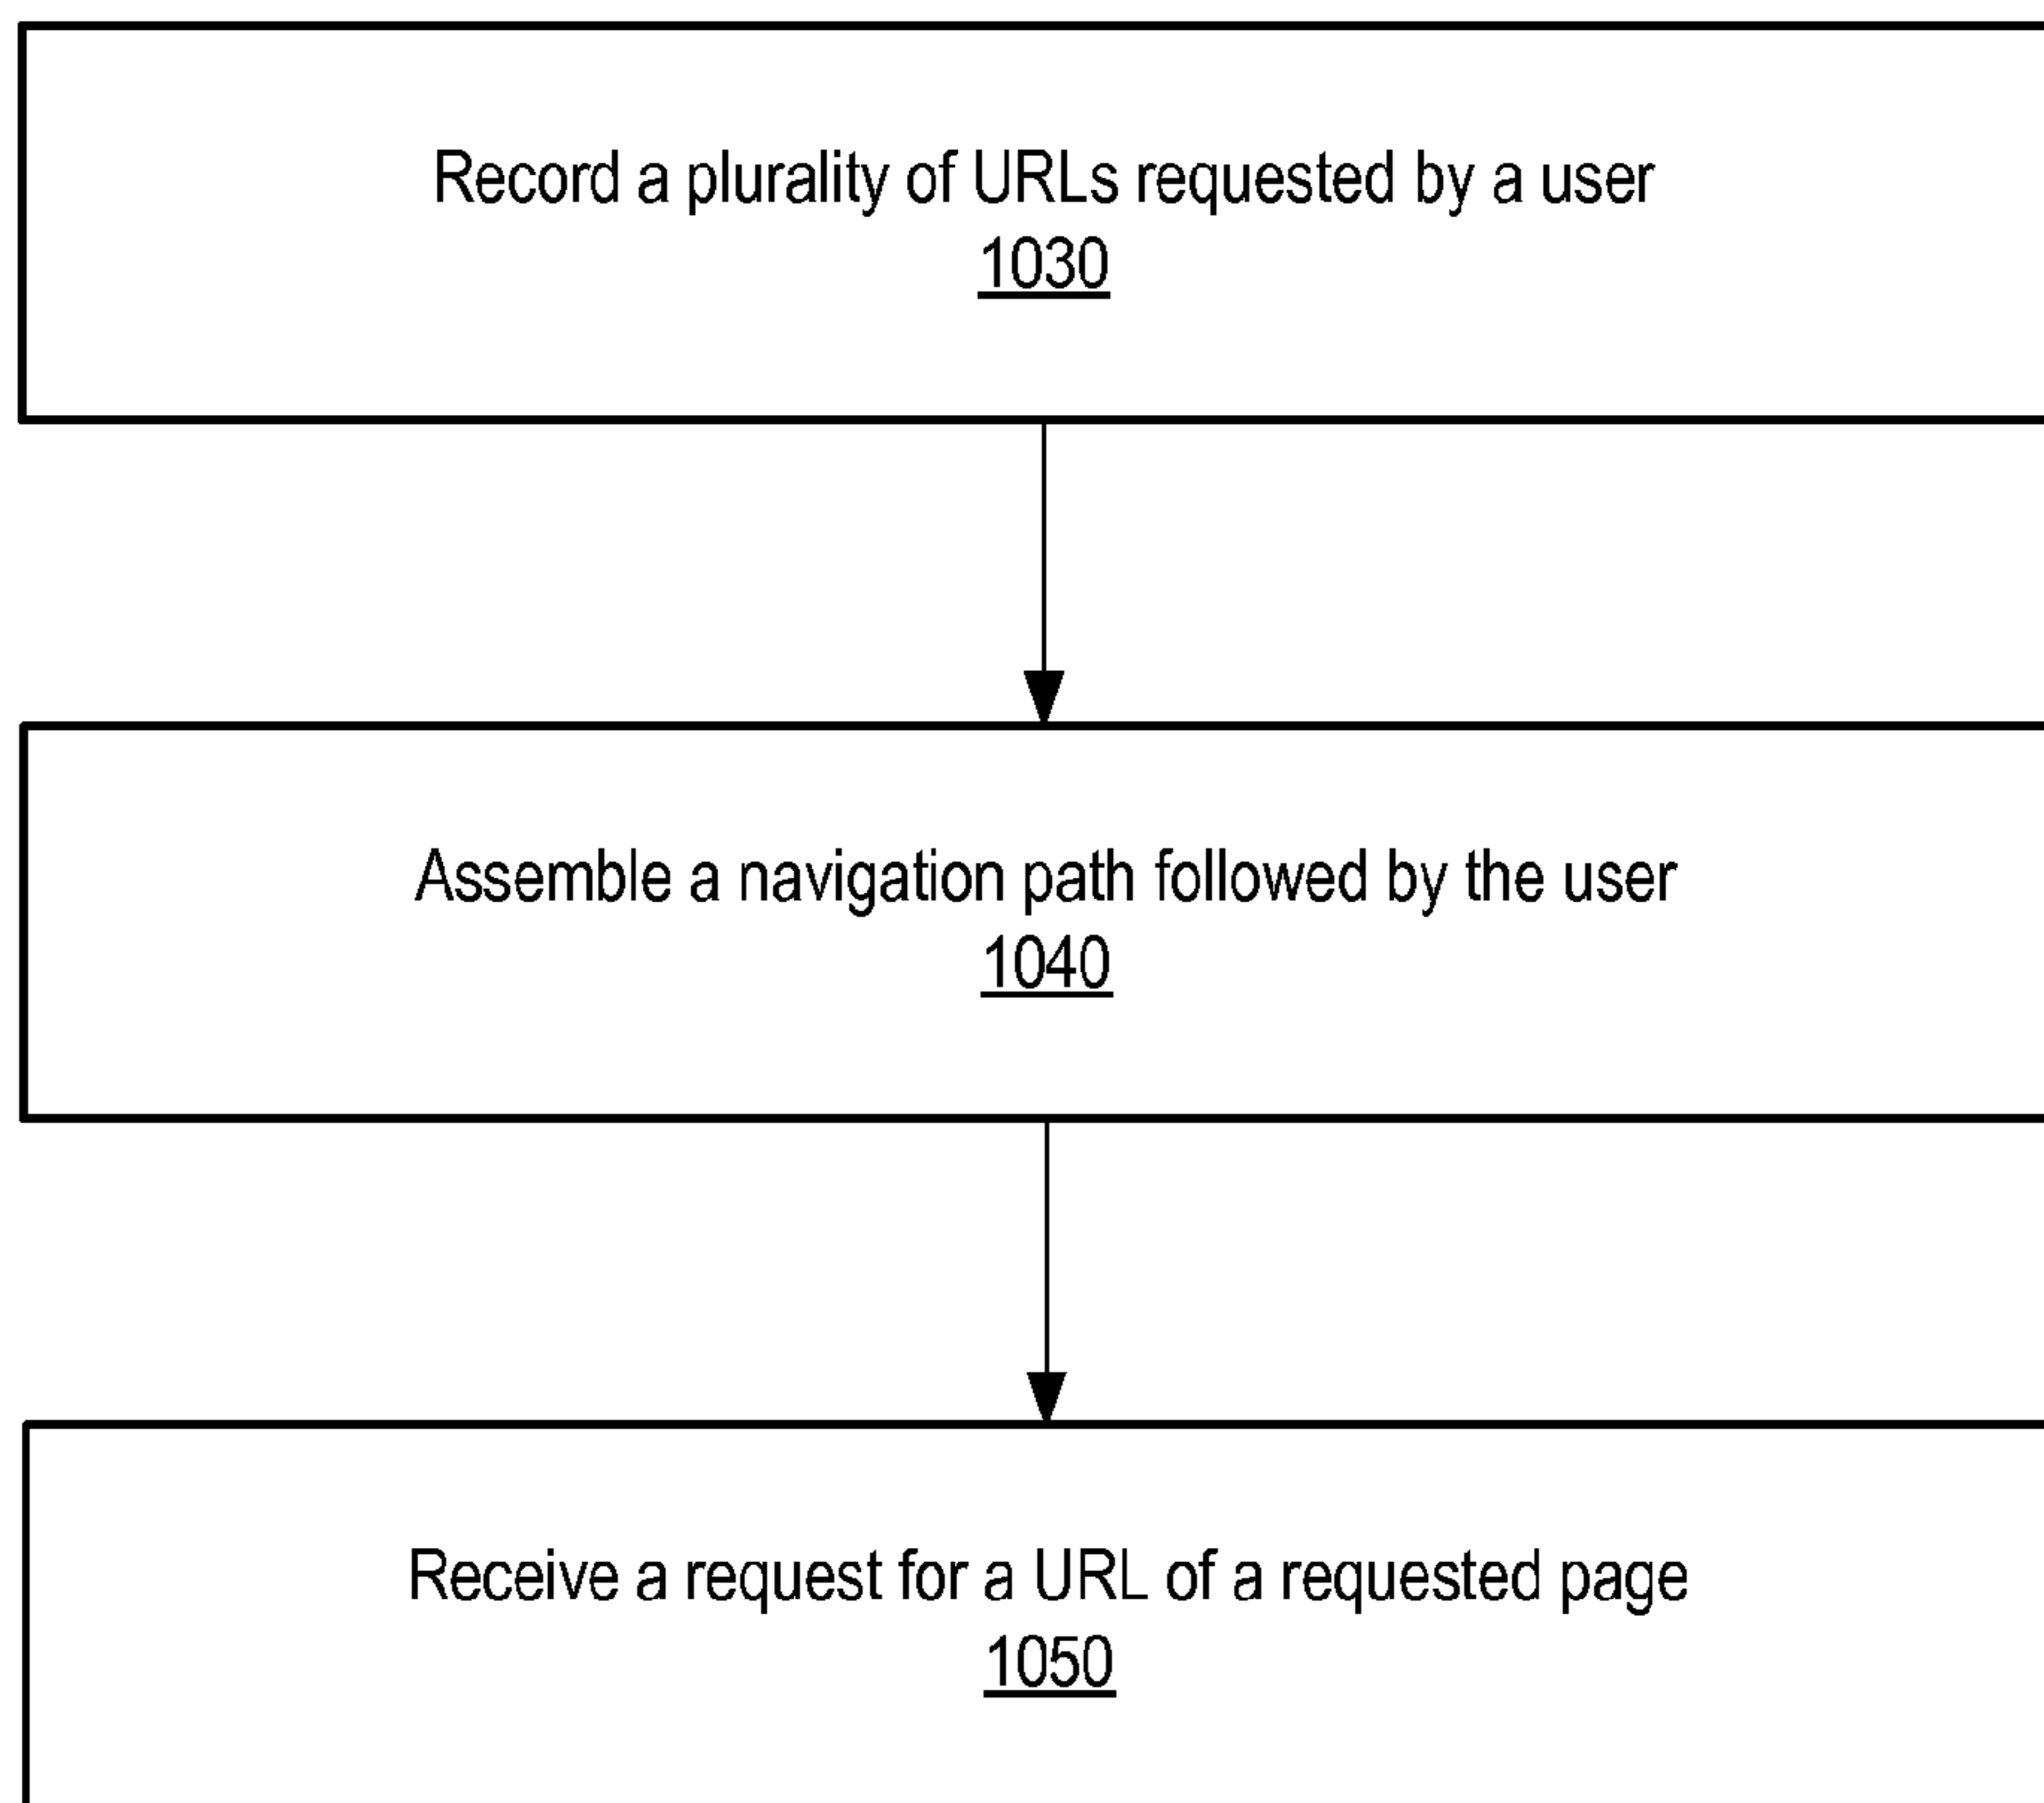 Record a plurality of URLs requested by a user
1030
Assemble a navigation path followed by the user
1040
Receive a request for a URL of a requested page
1050